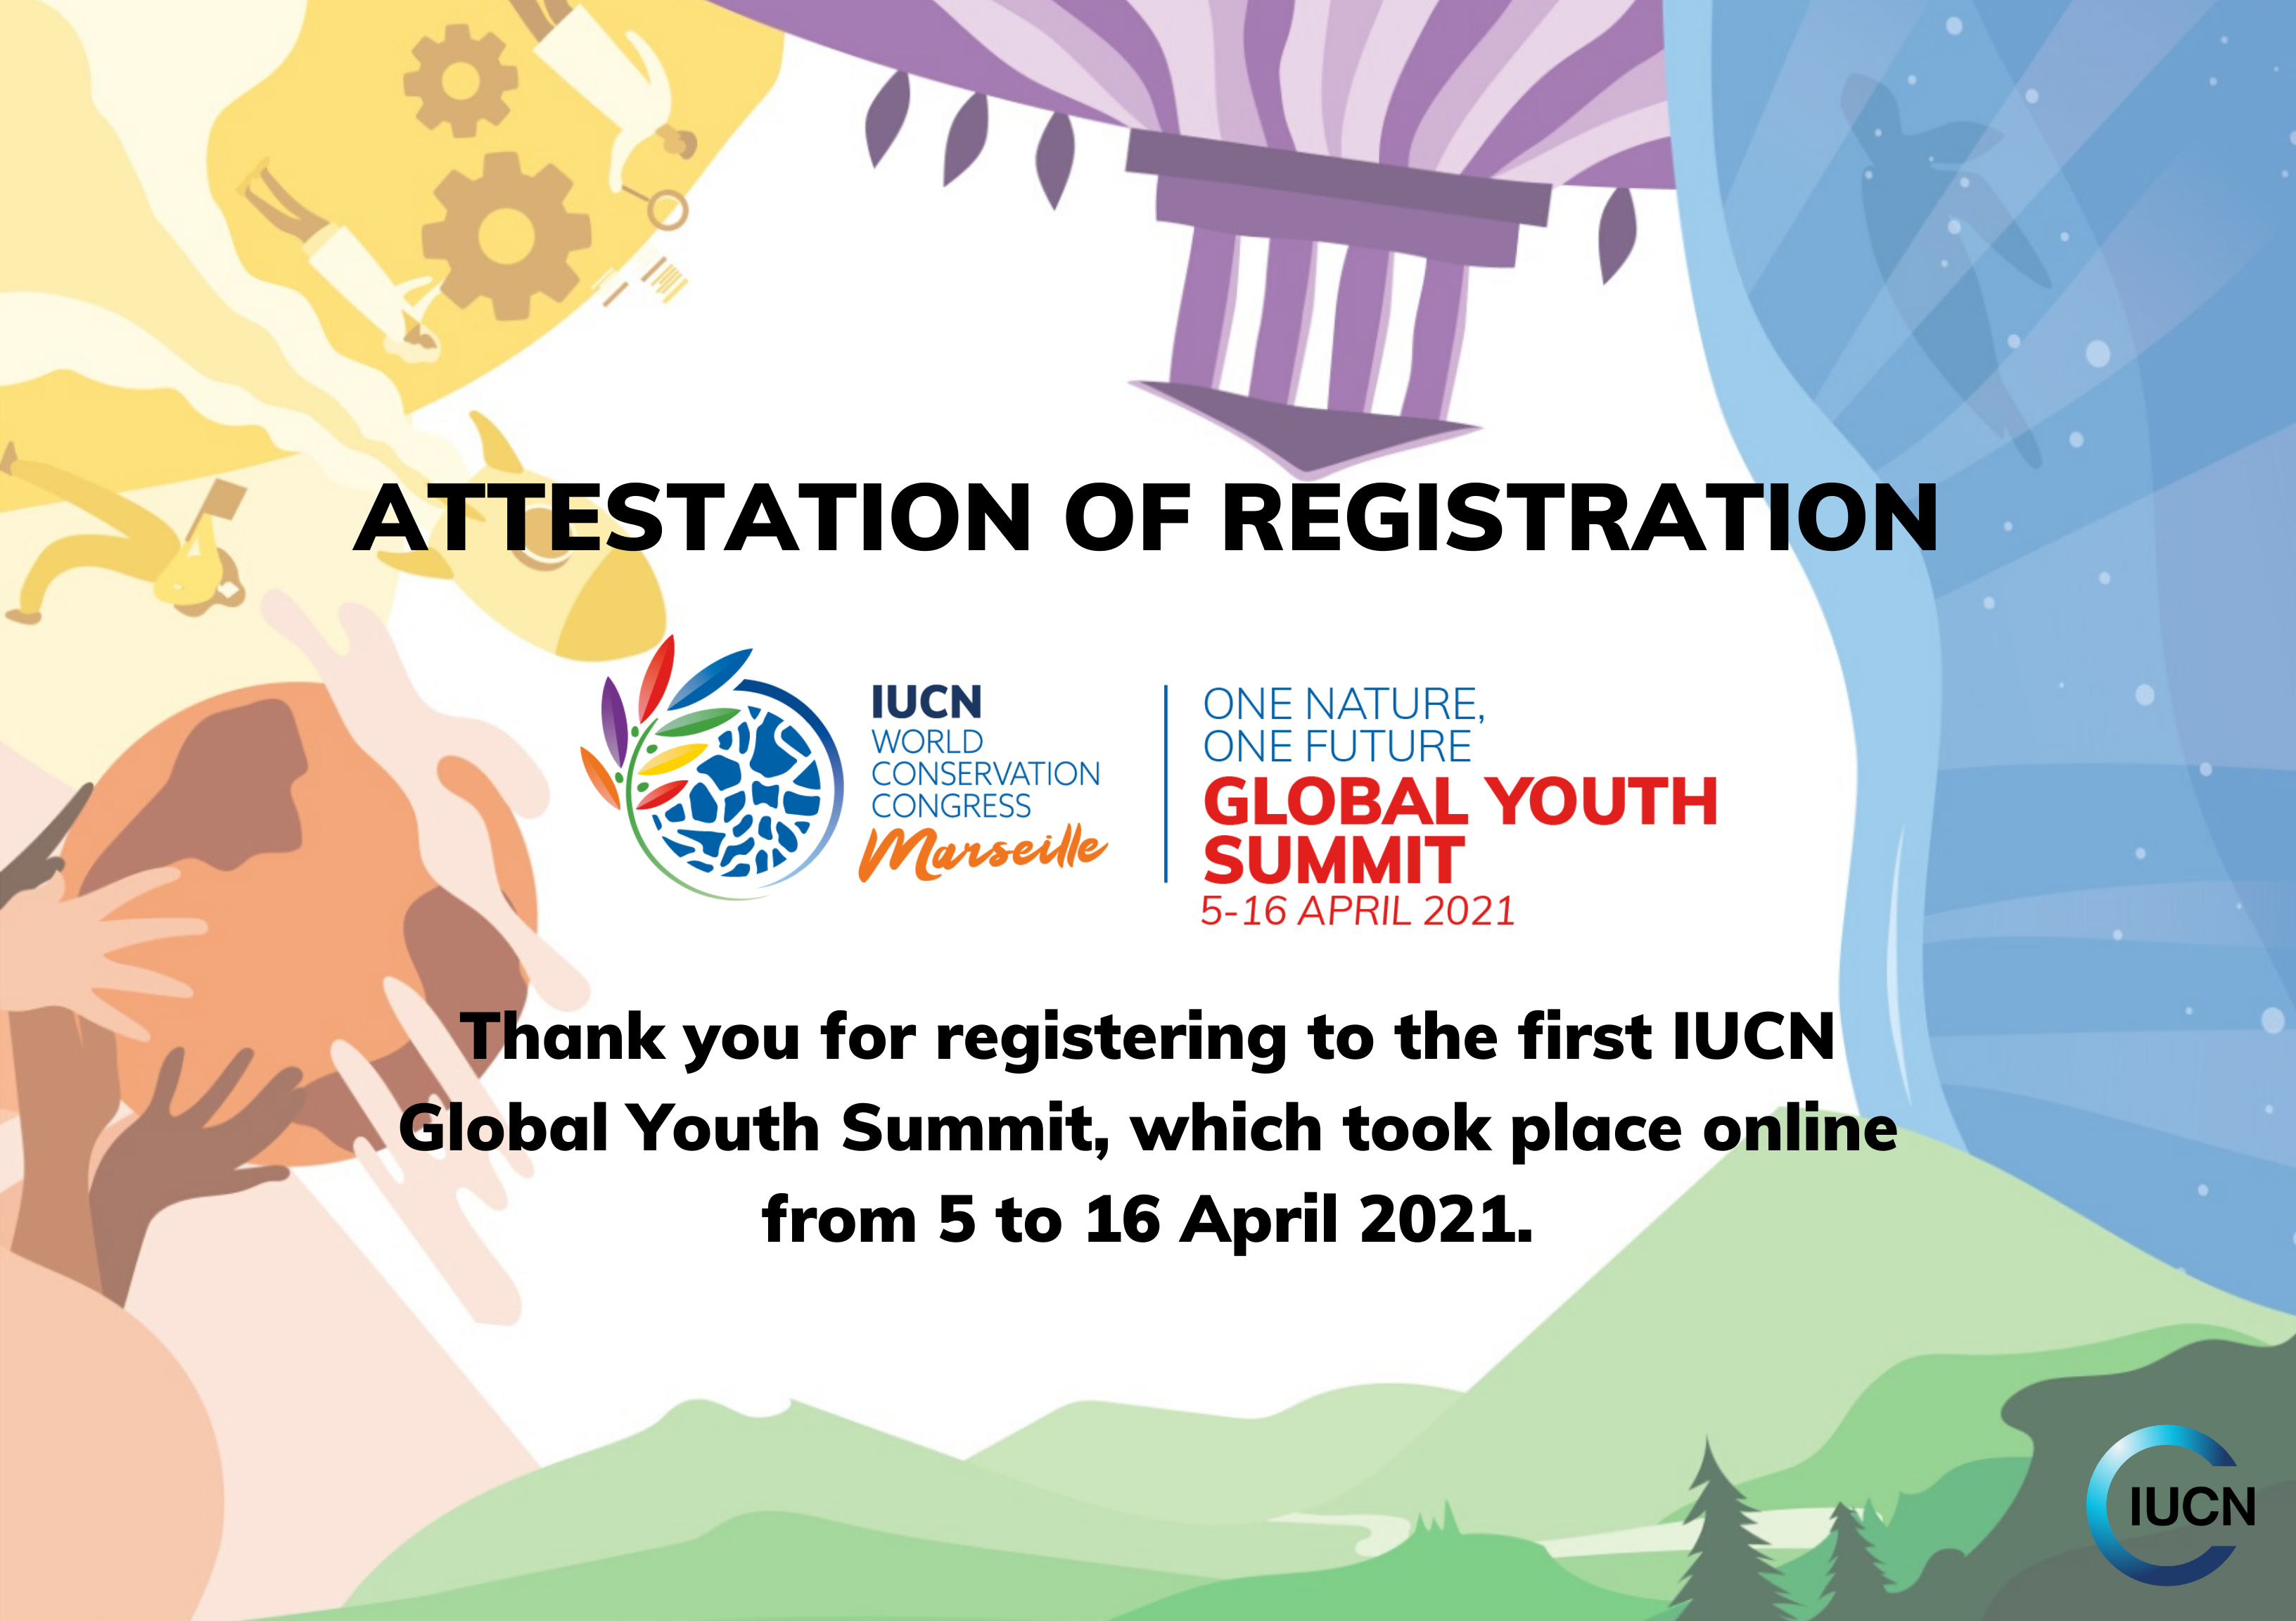 ATTESTATION OF REGISTRATION
IUCN
WORLD
CONSERVATION
CONGRESS
Marseille
ONE NATURE,
ONE FUTURE
GLOBAL YOUTH
SUMMIT
5-16 APRIL 2021
Thank you for registering to the first IUCN
Global Youth Summit, which took place online
from 5 to 16 April 2021.
IUCN